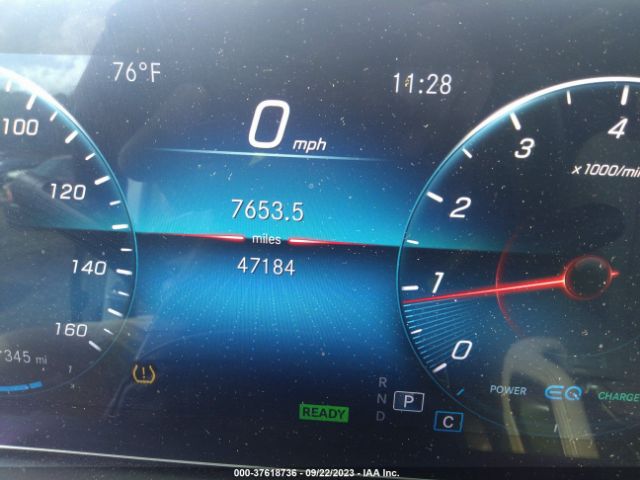 76°F
11:28
0 mph
100
120
140
160
7653.5
miles
47184
345 mi
4
3
2
1
0
x1000/min
R
N
P
D
C
READY
POWER EQ CHARGE
000-37618736 - 09/22/2023 - IAA Inc.